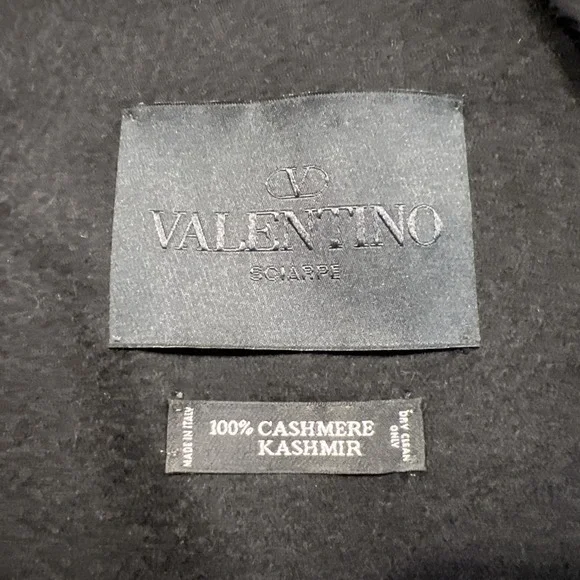 V
VALENTINO
SCIARPE
MADE IN ITALY
100% CASHMERE
KASHMIR
DRY CLEAN
ONLY